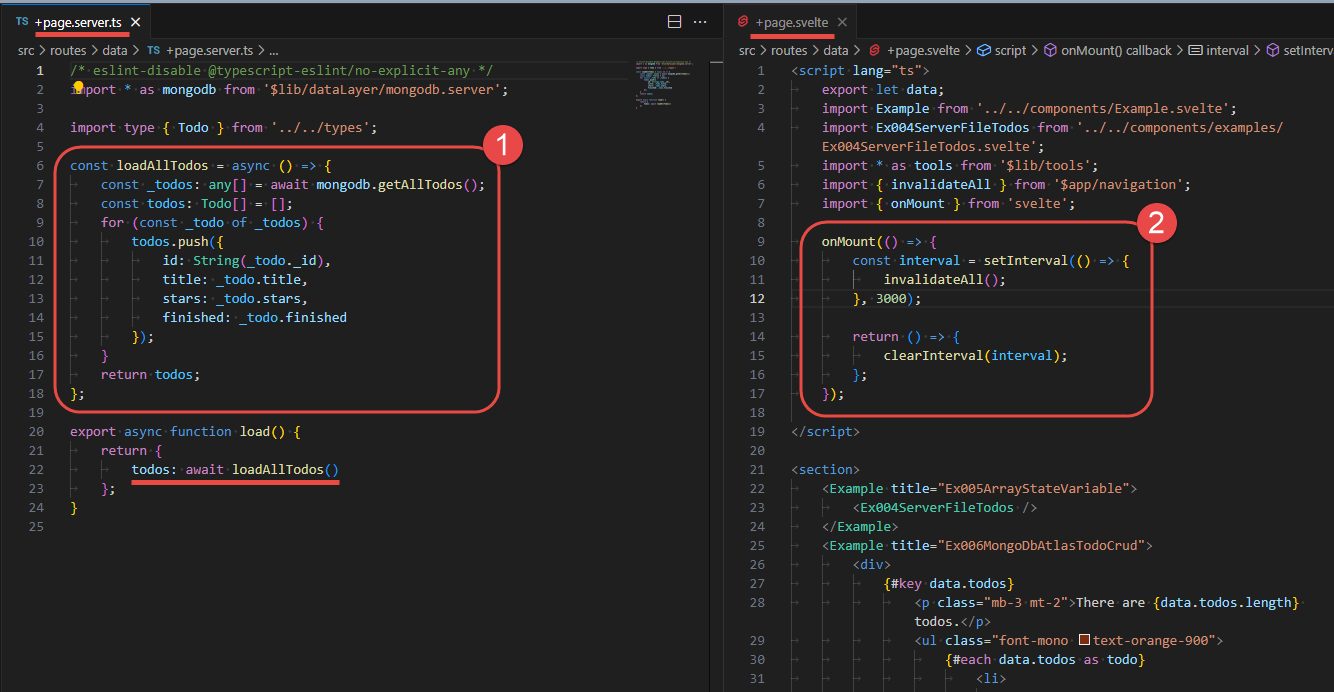 TS +page.server.ts ×
src > routes > data > TS +page.server.ts > ...
1 /* eslint-disable @typescript-eslint/no-explicit-any */
2 import * as mongodb from '$lib/dataLayer/mongodb.server';
3
4 import type { Todo } from '../../types';
5
1
6 const loadAllTodos = async () => {
7 const _todos: any[] = await mongodb.getAllTodos();
8 const todos: Todo[] = [];
9 for (const _todo of _todos) {
10 todos.push({
11 id: String(_todo._id),
12 title: _todo.title,
13 stars: _todo.stars,
14 finished: _todo.finished
15 });
16 }
17 return todos;
18 };
19
20 export async function load() {
21 return {
22 todos: await loadAllTodos()
23 };
24 }
25
+page.svelte ×
src > routes > data > +page.svelte > script > onMount() callback > interval > setInterv
1 <script lang="ts">
2 export let data;
3 import Example from '../../components/Example.svelte';
4 import Ex004ServerFileTodos from '../../components/examples/
Ex004ServerFileTodos.svelte';
5 import * as tools from '$lib/tools';
6 import { invalidateAll } from '$app/navigation';
7 import { onMount } from 'svelte';
8
2
9 onMount(() => {
10 const interval = setInterval(() => {
11 invalidateAll();
12 }, 3000);
13
14 return () => {
15 clearInterval(interval);
16 };
17 });
18
19 </script>
20
21 <section>
22 <Example title="Ex005ArrayStateVariable">
23 <Ex004ServerFileTodos />
24 </Example>
25 <Example title="Ex006MongoDbAtlasTodoCrud">
26 <div>
27 {#key data.todos}
28 <p class="mb-3 mt-2">There are {data.todos.length}
todos.</p>
29 <ul class="font-mono text-orange-900">
30 {#each data.todos as todo}
31 <li>